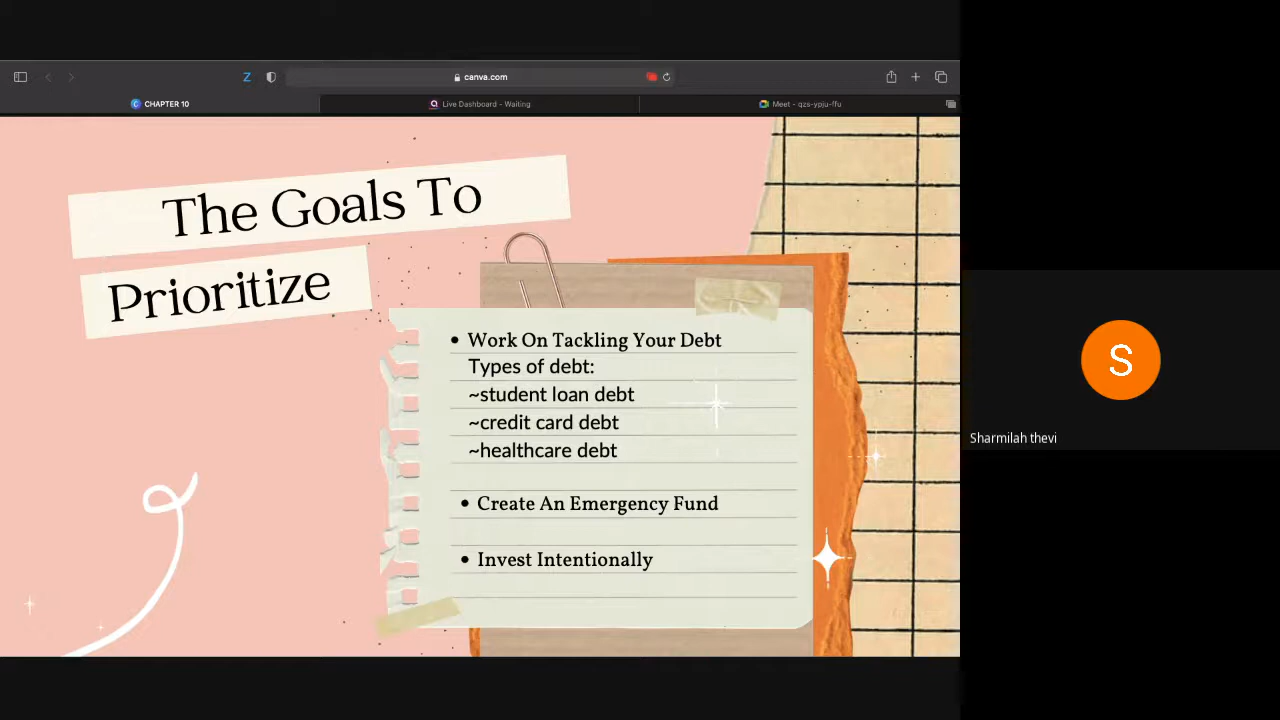 canva.com
CHAPTER 10
Live Dashboard - Waiting
Meet - qzs-ypju-ffu
The Goals To
Prioritize
• Work On Tackling Your Debt
Types of debt:
~student loan debt
~credit card debt
~healthcare debt
• Create An Emergency Fund
• Invest Intentionally
S
Sharmilah thevi